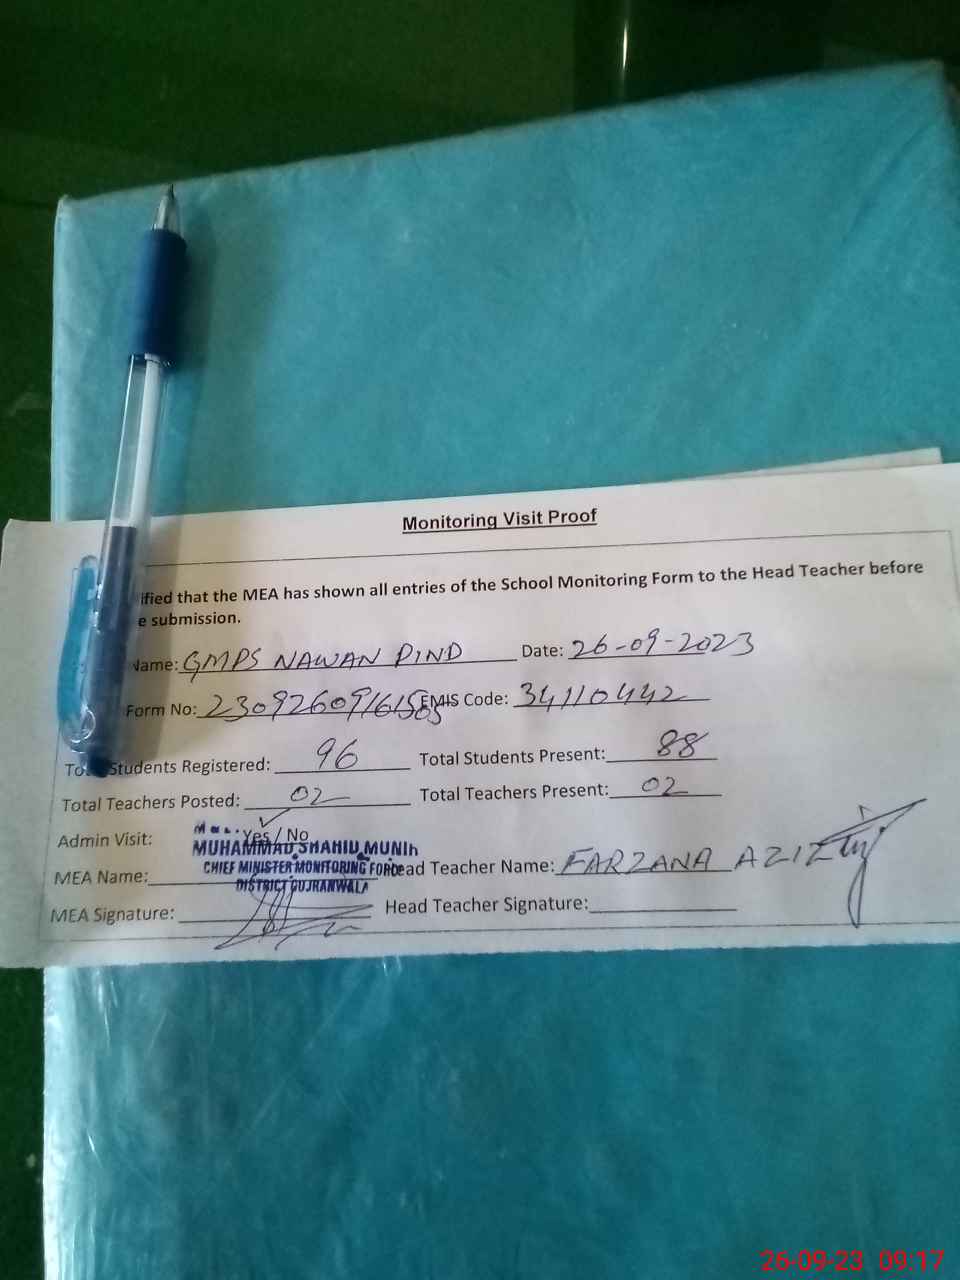 Monitoring Visit Proof
ified that the MEA has shown all entries of the School Monitoring Form to the Head Teacher before
e submission.
Name: GMPS NAWAN PIND Date: 26-09-2023
Form No: EMIS Code: 34110442
Total Students Registered: 96 Total Students Present: 88
Total Teachers Posted: 02 Total Teachers Present: 02
Admin Visit: Yes / No
MUHAMMAD SHAHID MUNIR
CHIEF MINISTER MONITORING FORCE
DISTRICT GUJRANWALA
MEA Name: Head Teacher Name: FARZANA AZIZ
MEA Signature: Head Teacher Signature:
26-09-23 09:17